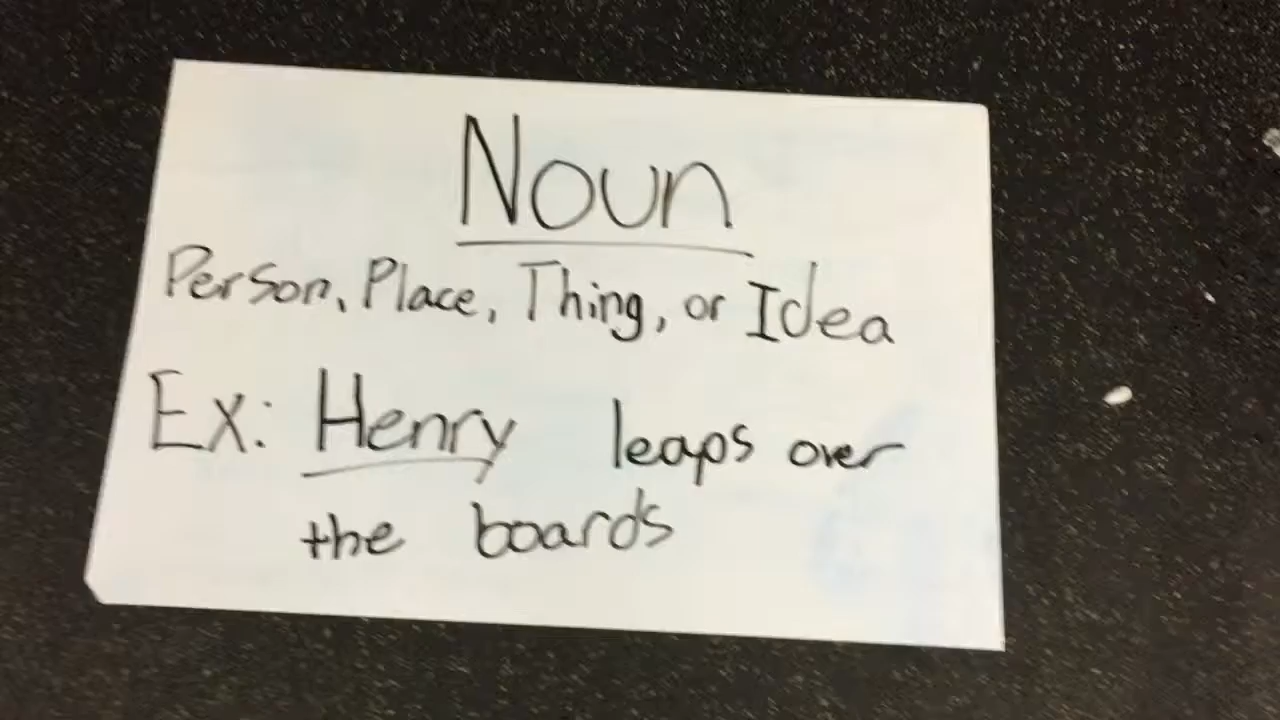 Noun
Person, Place, Thing, or Idea
Ex: Henry leaps over
the boards